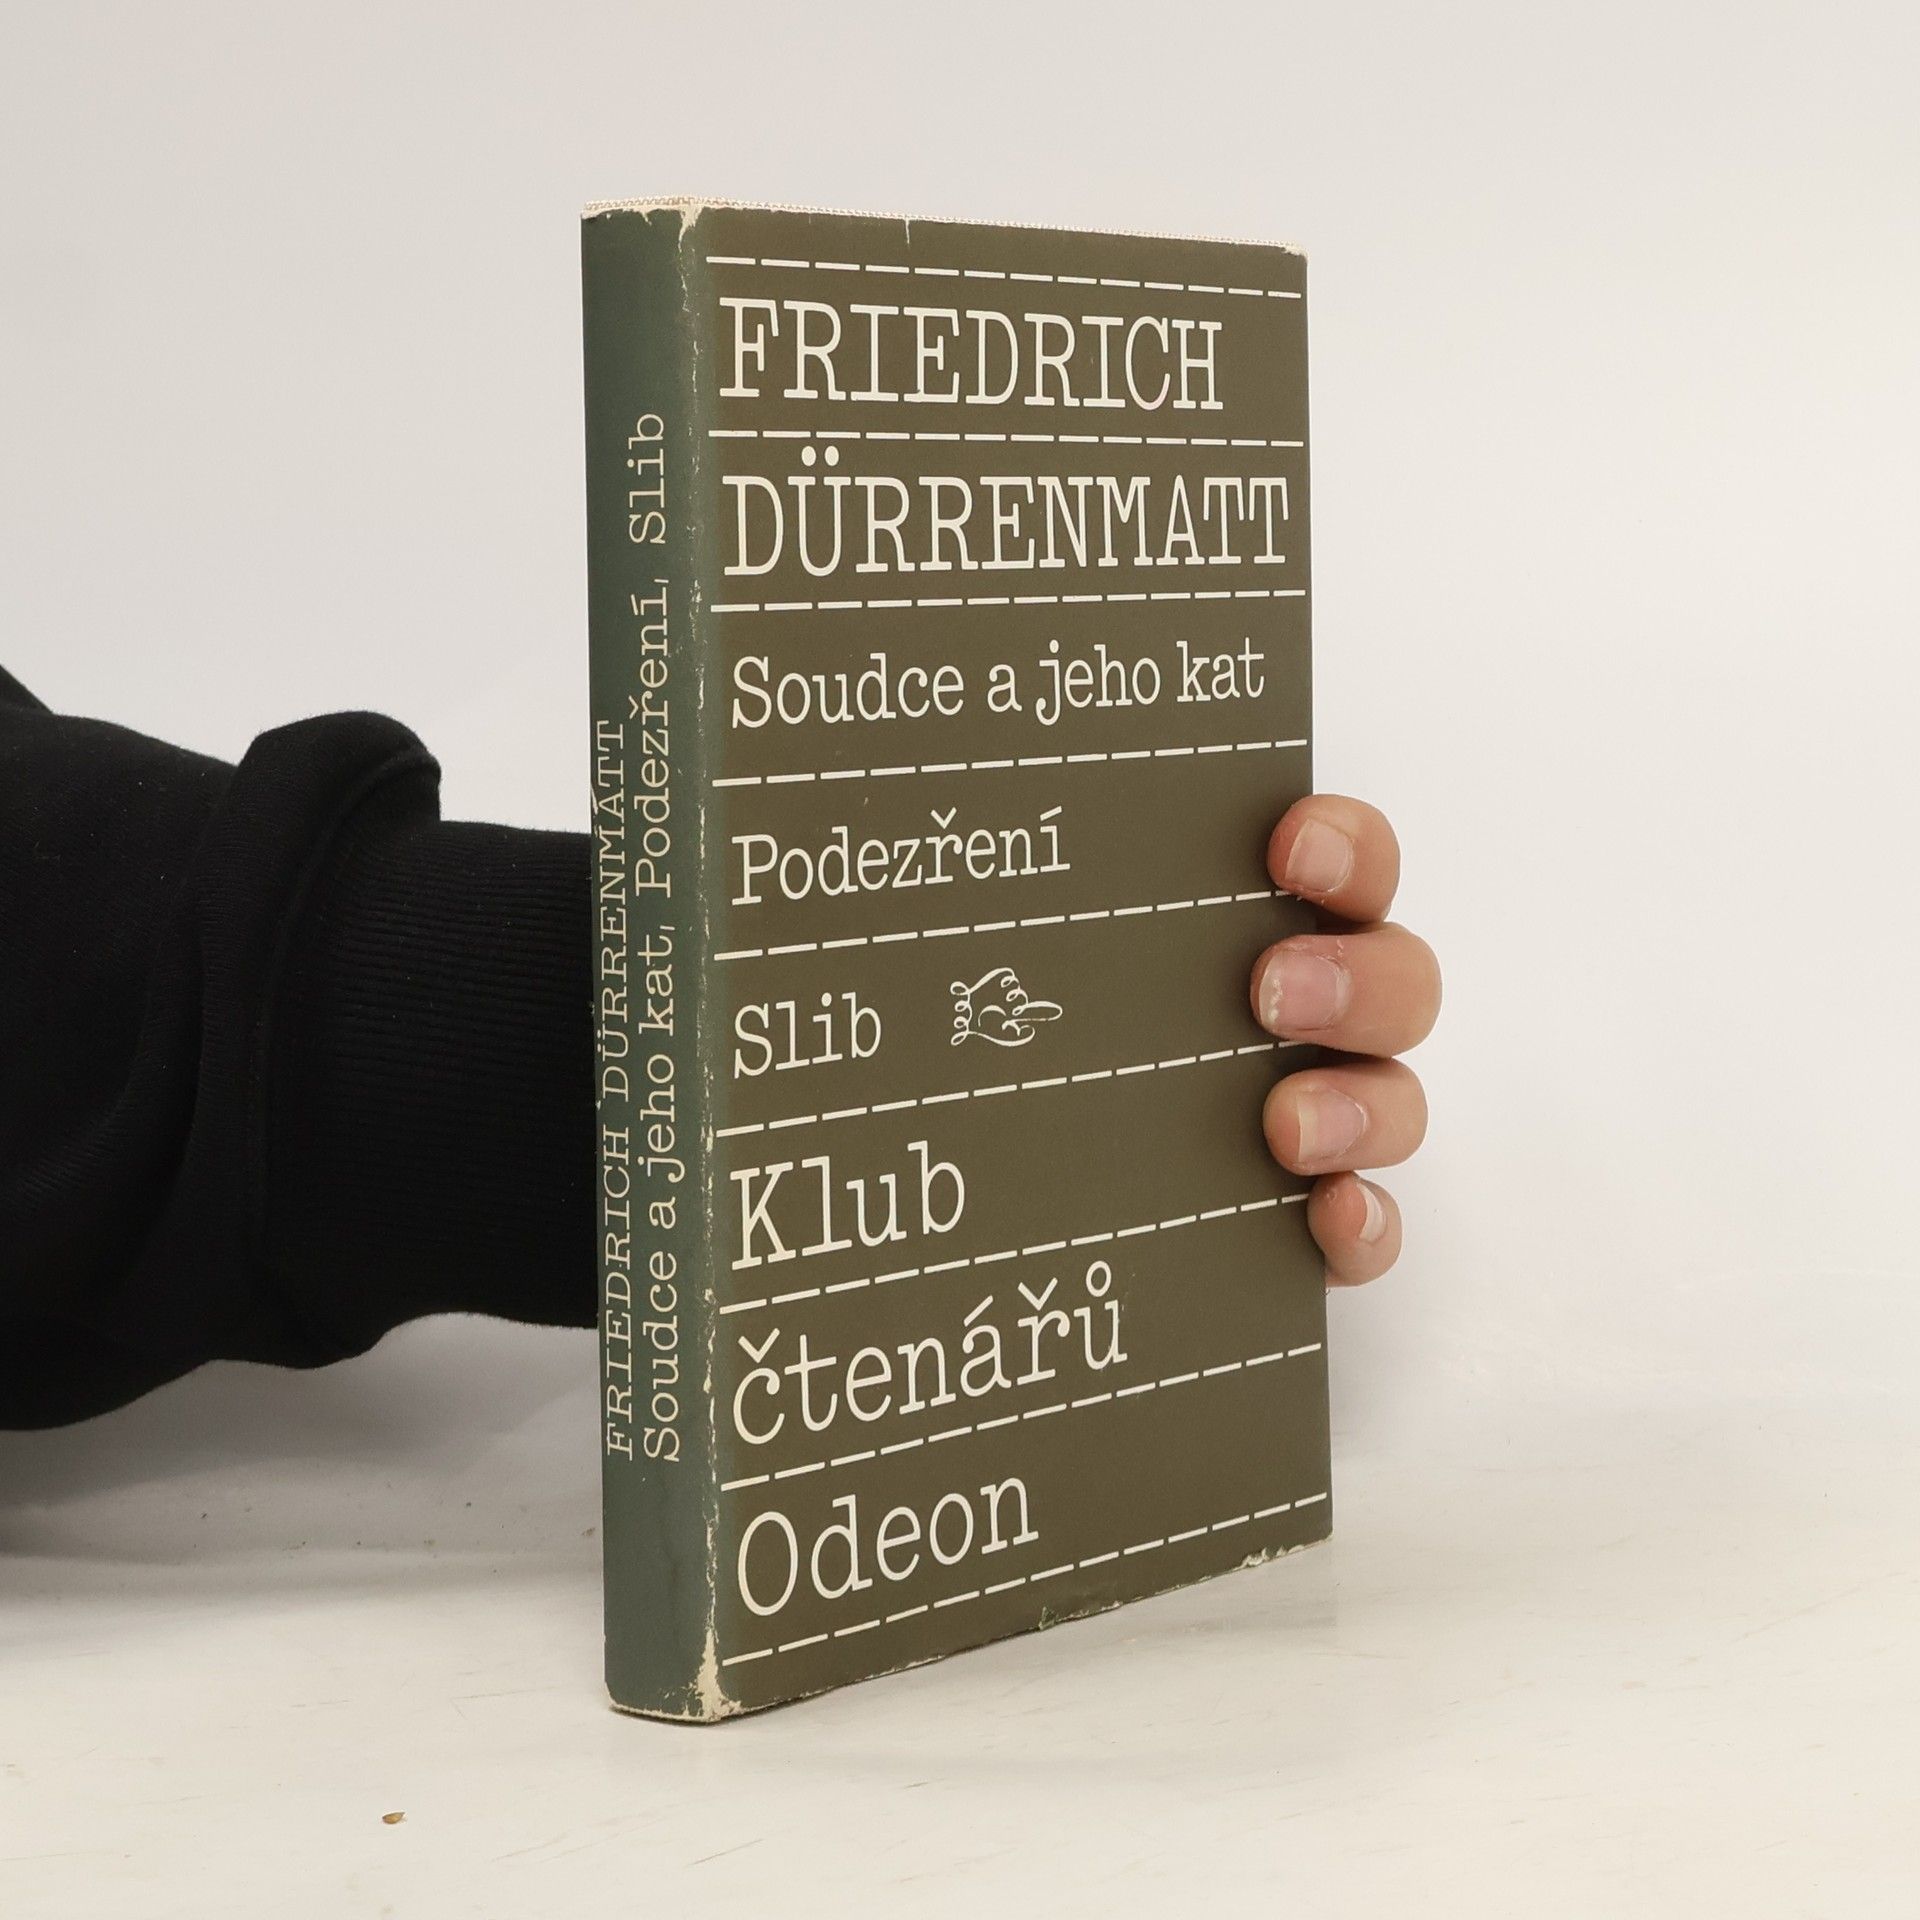 FRIEDRICH DÜRRENMATT
Soudce a jeho kat, Podezření, Slib
FRIEDRICH
DÜRRENMATT
Soudce a jeho kat
Podezření
Slib
Klub
čtenářů
Odeon